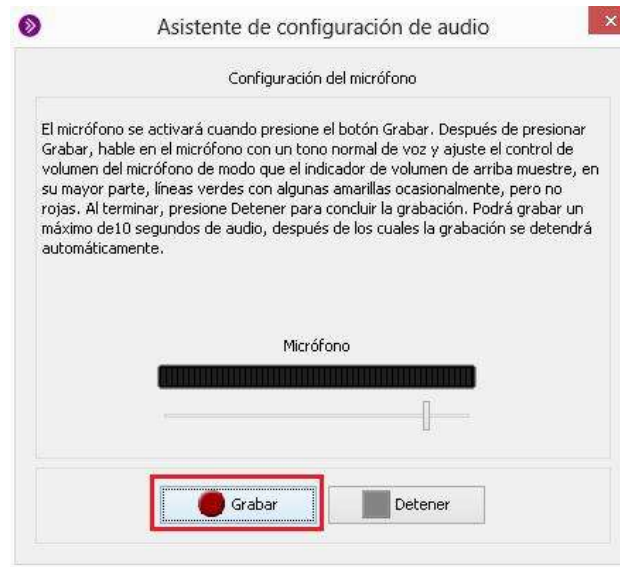 Asistente de configuración de audio
Configuración del micrófono
El micrófono se activará cuando presione el botón Grabar. Después de presionar
Grabar, hable en el micrófono con un tono normal de voz y ajuste el control de
volumen del micrófono de modo que el indicador de volumen de arriba muestre, en
su mayor parte, líneas verdes con algunas amarillas ocasionalmente, pero no
rojas. Al terminar, presione Detener para concluir la grabación. Podrá grabar un
máximo de10 segundos de audio, después de los cuales la grabación se detendrá
automáticamente.
Micrófono
Grabar
Detener